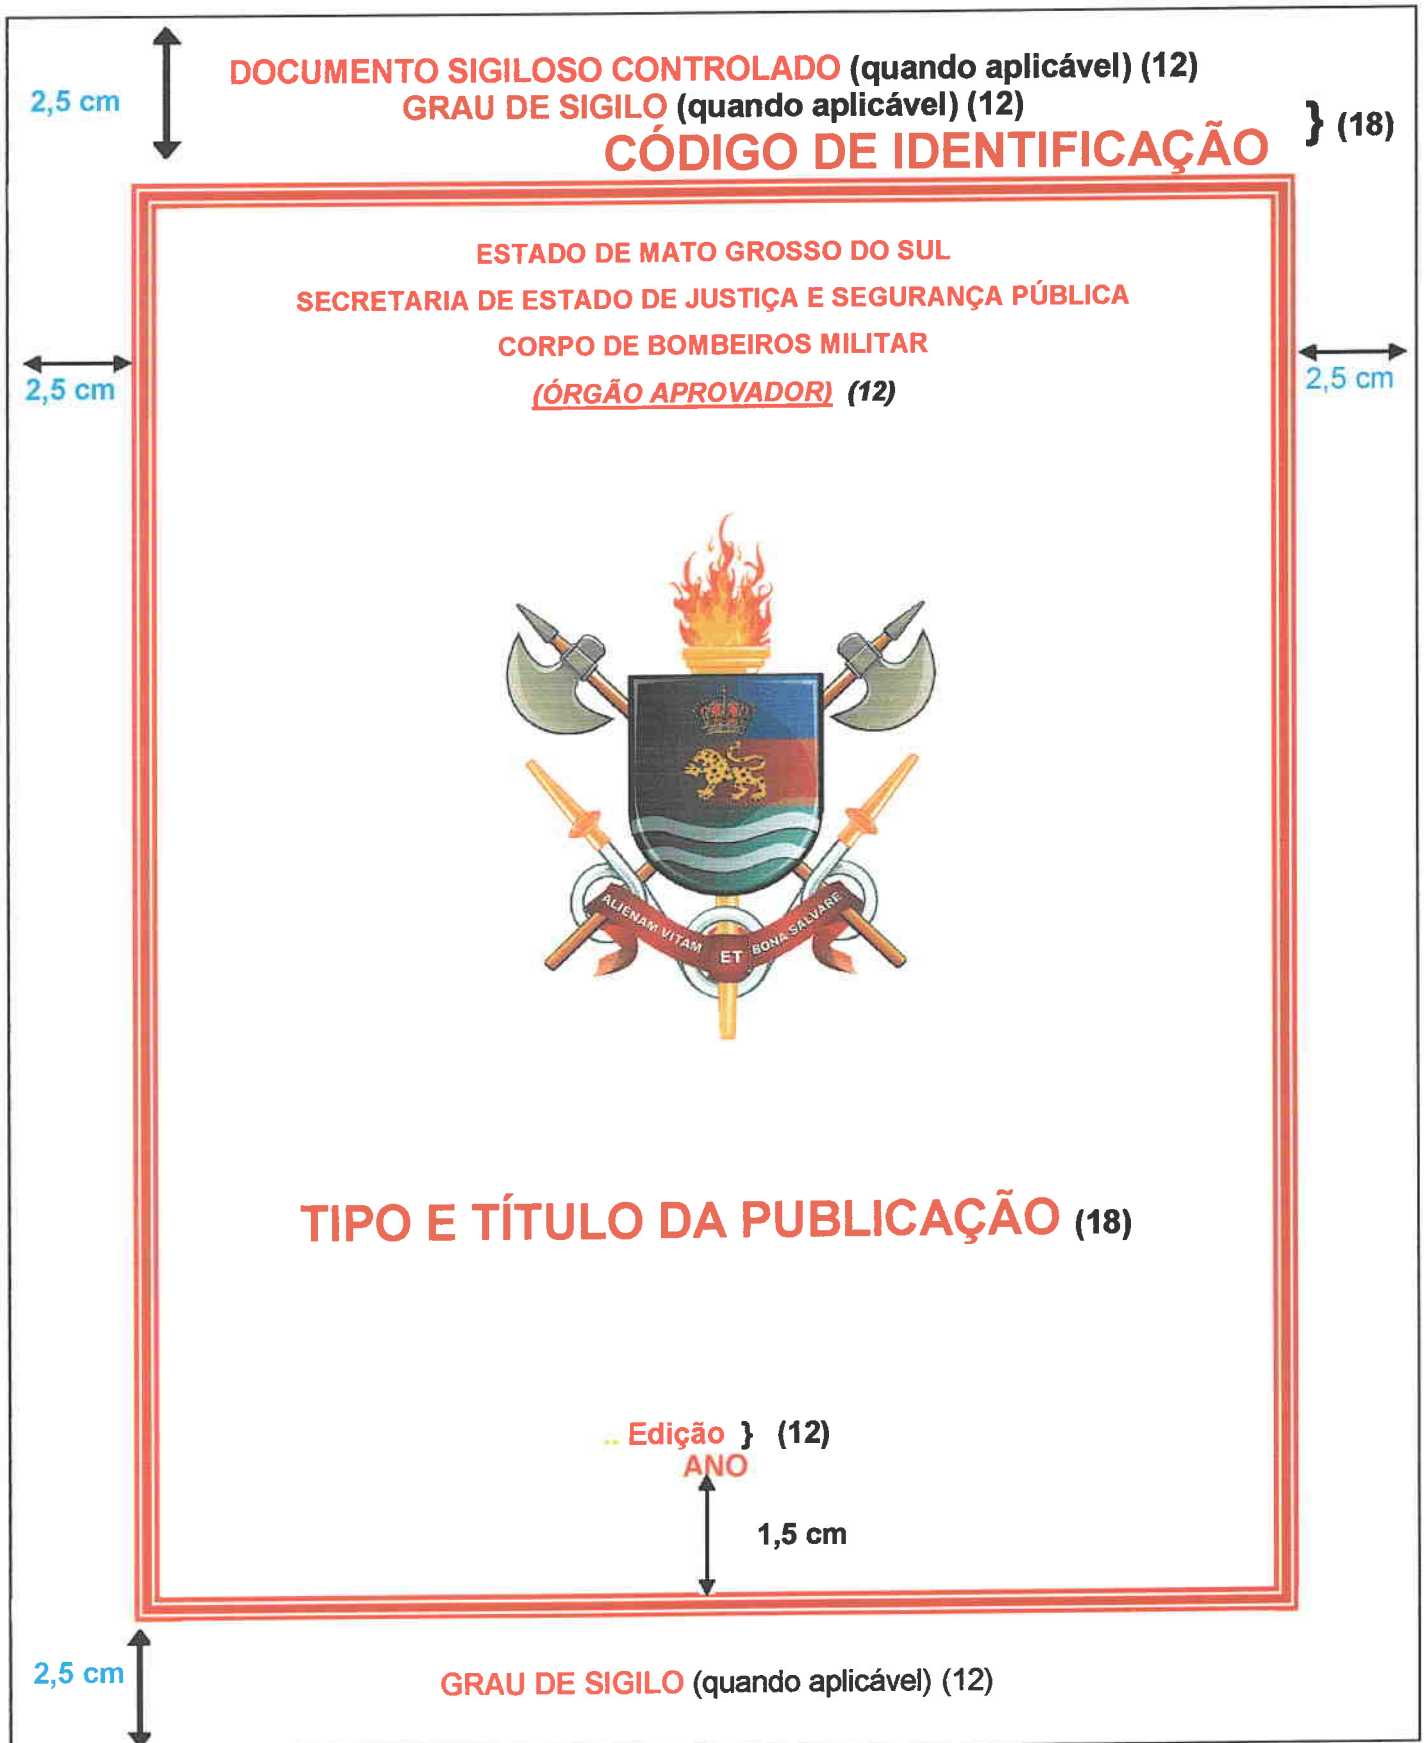 DOCUMENTO SIGILOSO CONTROLADO (quando aplicável) (12)
2,5 cm
GRAU DE SIGILO (quando aplicável) (12)
} (18)
CÓDIGO DE IDENTIFICAÇÃO
ESTADO DE MATO GROSSO DO SUL
SECRETARIA DE ESTADO DE JUSTIÇA E SEGURANÇA PÚBLICA
CORPO DE BOMBEIROS MILITAR
2,5 cm
(ÓRGÃO APROVADOR) (12)
2,5 cm
ALIENAM VITAM ET BONA SALVARE
TIPO E TÍTULO DA PUBLICAÇÃO (18)
.. Edição } (12)
ANO
1,5 cm
2,5 cm
GRAU DE SIGILO (quando aplicável) (12)